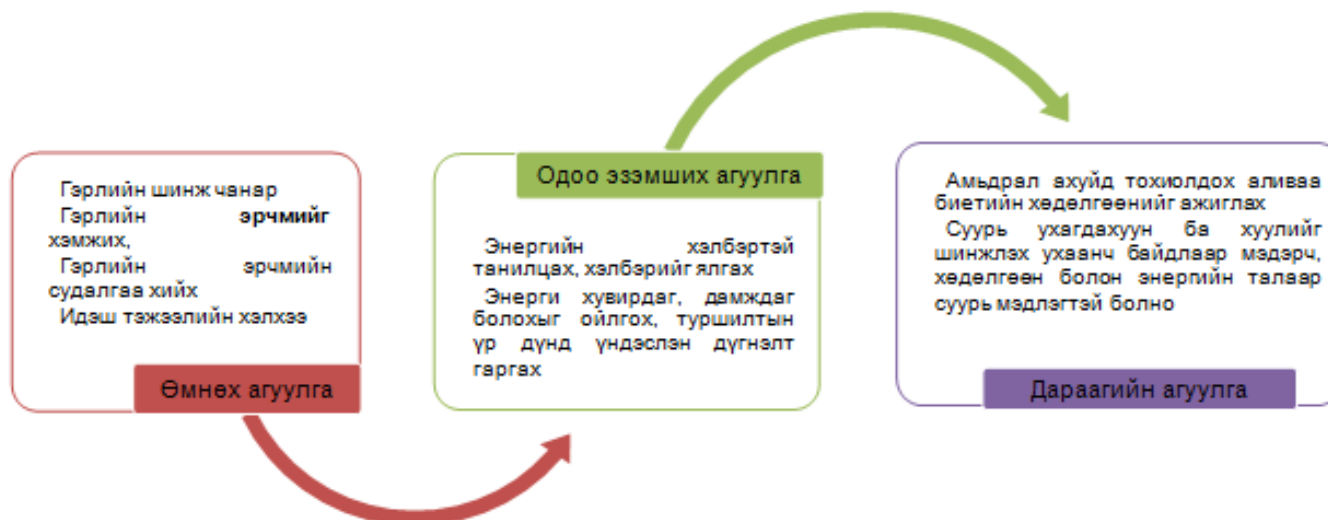 Гэрлийн шинж чанар
Гэрлийн эрчмийг
хэмжих,
Гэрлийн эрчмийн
судалгаа хийх
Идэш тэжээлийн хэлхээ
Өмнөх агуулга
Одоо эзэмших агуулга
Энергийн хэлбэртэй
танилцах, хэлбэрийг ялгах
Энерги хувирдаг, дамждаг
болохыг ойлгох, туршилтын
үр дүнд үндэслэн дүгнэлт
гаргах
Амьдрал ахуйд тохиолдох аливаа
биетийн хөдөлгөөнийг ажиглах
Суурь ухагдахуун ба хуулийг
шинжлэх ухаанч байдлаар мэдэрч,
хөдөлгөөн болон энергийн талаар
суурь мэдлэгтэй болно
Дараагийн агуулга